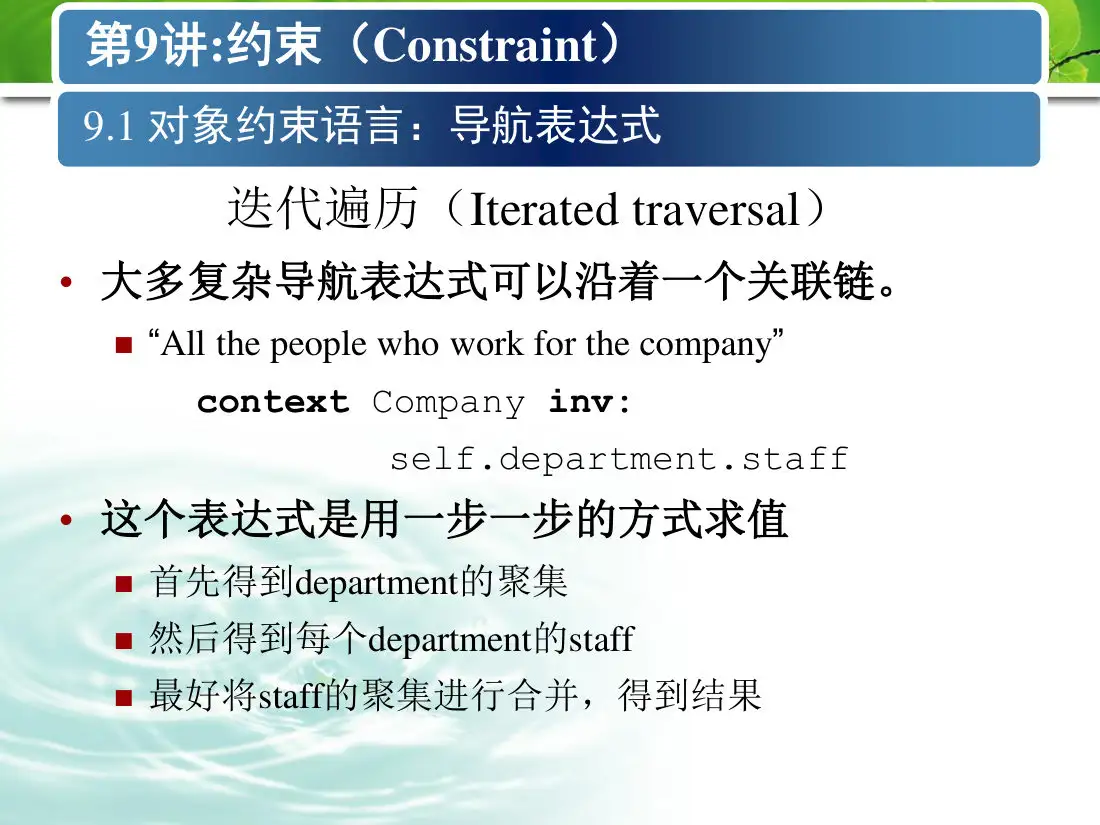 第9讲:约束（Constraint）
9.1 对象约束语言：导航表达式
迭代遍历（Iterated traversal）
• 大多复杂导航表达式可以沿着一个关联链。
■ “All the people who work for the company”
context Company inv:
self.department.staff
• 这个表达式是用一步一步的方式求值
■ 首先得到department的聚集
■ 然后得到每个department的staff
■ 最好将staff的聚集进行合并，得到结果